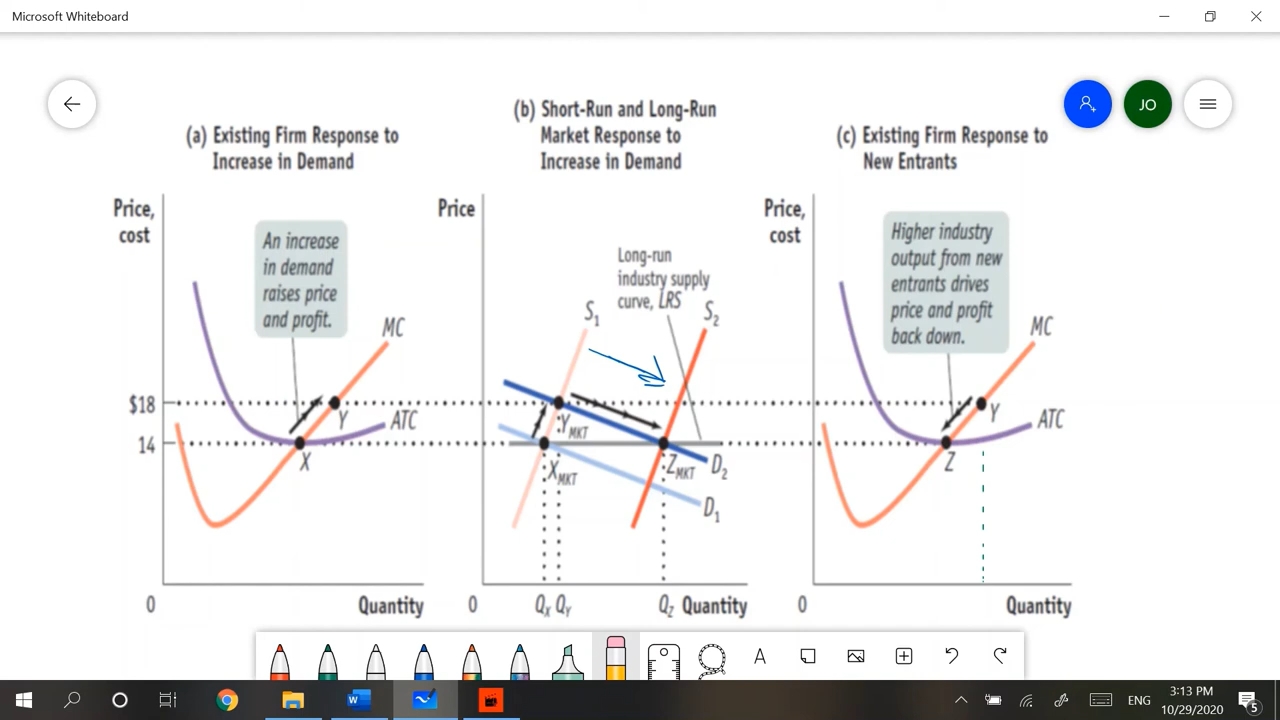 Microsoft Whiteboard
JO
(a) Existing Firm Response to
Increase in Demand
(b) Short-Run and Long-Run
Market Response to
Increase in Demand
(c) Existing Firm Response to
New Entrants
Price,
cost
An increase
in demand
raises price
and profit.
MC
$18
14
Y
ATC
X
0
Quantity
Price
Long-run
industry supply
curve, LRS
S1
S2
YMKT
XMKT
ZMKT
D2
D1
0
QX QY
QZ Quantity
Price,
cost
Higher industry
output from new
entrants drives
price and profit
back down.
MC
Y
ATC
Z
0
Quantity
A
ENG
3:13 PM
10/29/2020
5